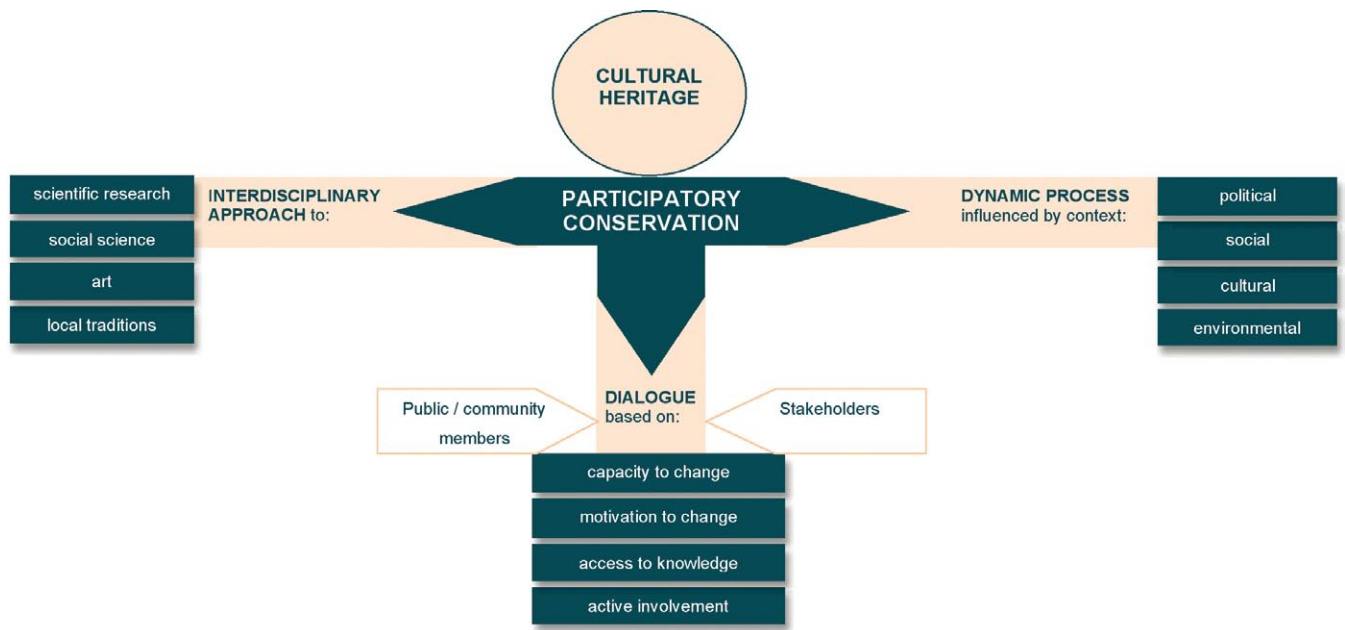 CULTURAL
HERITAGE
PARTICIPATORY
CONSERVATION
INTERDISCIPLINARY
APPROACH to:
scientific research
social science
art
local traditions
DYNAMIC PROCESS
influenced by context:
political
social
cultural
environmental
DIALOGUE
based on:
Public / community
members
Stakeholders
capacity to change
motivation to change
access to knowledge
active involvement